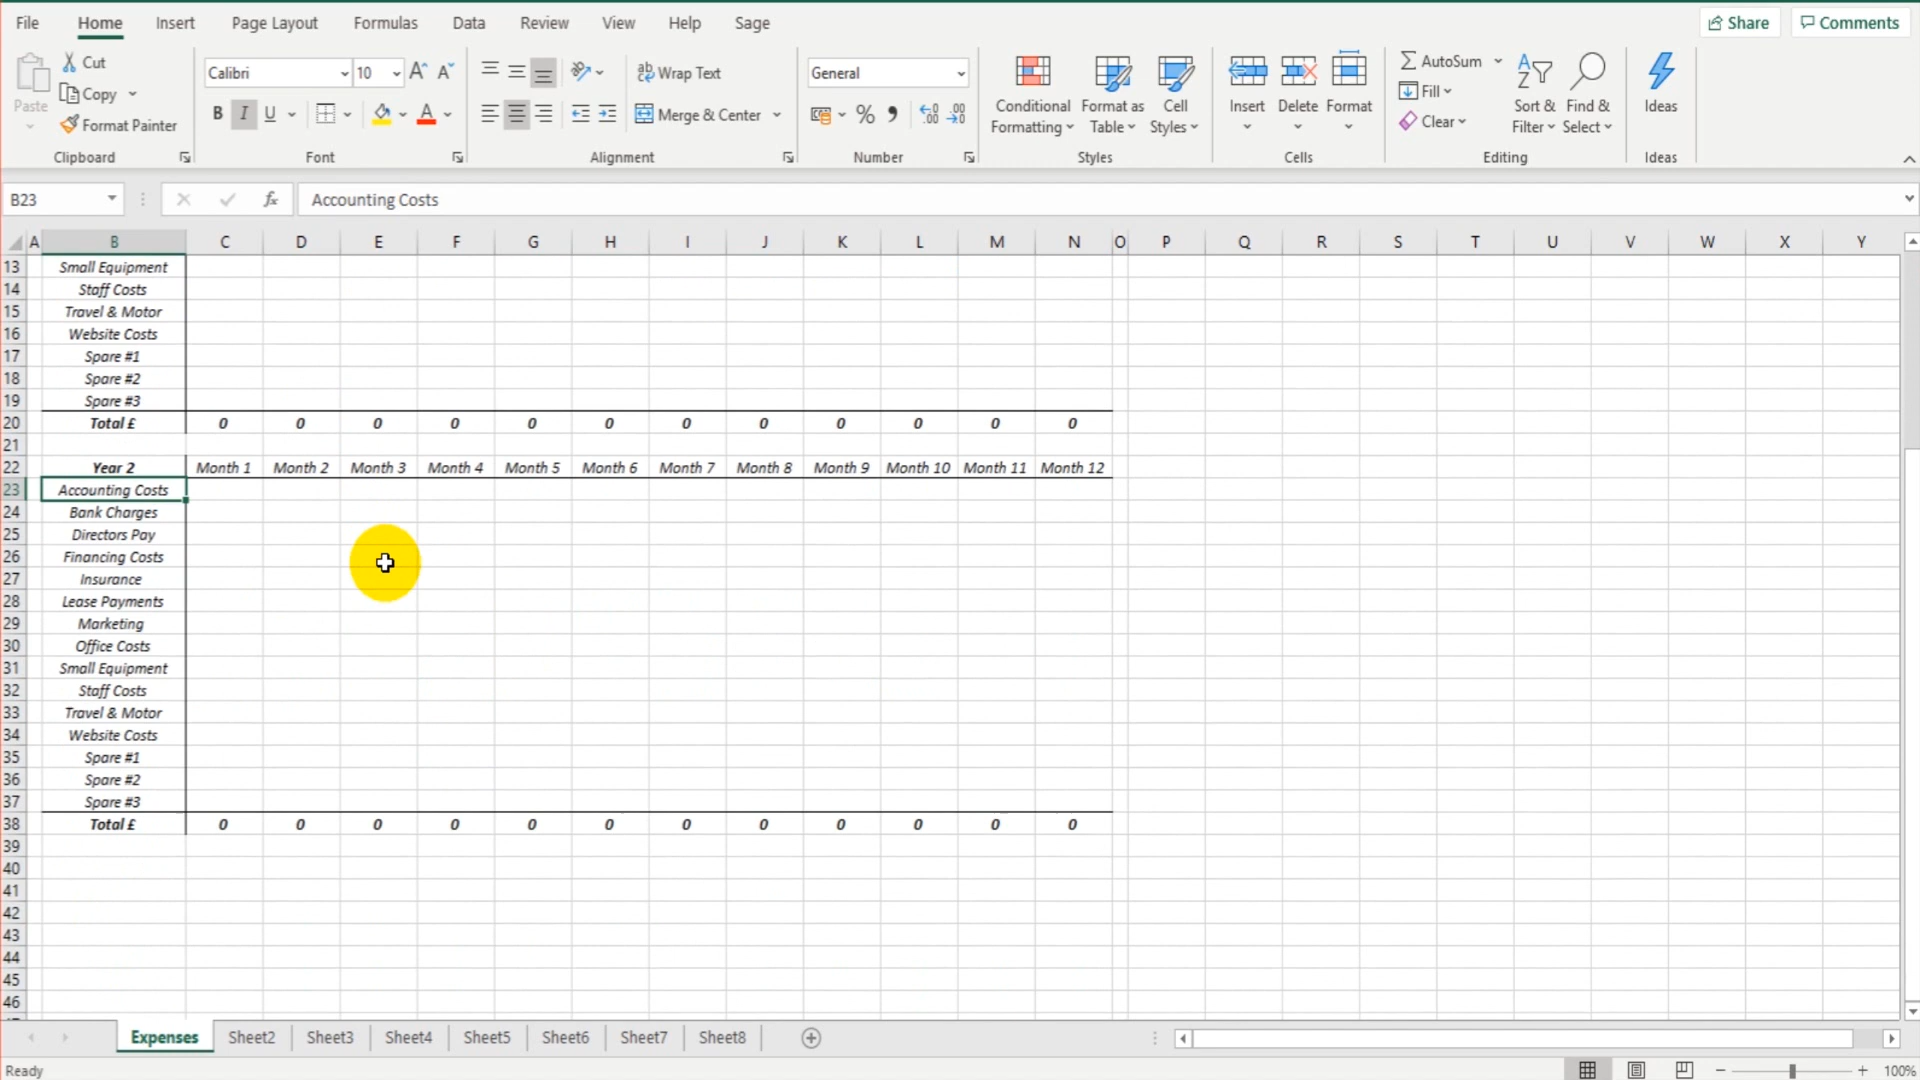 File Home Insert Page Layout Formulas Data Review View Help Sage Share Comments
Cut
Copy
Format Painter
Paste
Clipboard
Calibri 10
B I U A
Font
Wrap Text
Merge & Center
Alignment
General
% ,
Number
Conditional Formatting
Format as Table
Cell Styles
Styles
Insert Delete Format
Cells
AutoSum
Fill
Clear
Sort & Filter
Find & Select
Editing
Ideas
Ideas
B23 fx Accounting Costs
A B C D E F G H I J K L M N O P Q R S T U V W X Y
13 Small Equipment
14 Staff Costs
15 Travel & Motor
16 Website Costs
17 Spare #1
18 Spare #2
19 Spare #3
20 Total £ 0 0 0 0 0 0 0 0 0 0 0 0
21
22 Year 2 Month 1 Month 2 Month 3 Month 4 Month 5 Month 6 Month 7 Month 8 Month 9 Month 10 Month 11 Month 12
23 Accounting Costs
24 Bank Charges
25 Directors Pay
26 Financing Costs
27 Insurance
28 Lease Payments
29 Marketing
30 Office Costs
31 Small Equipment
32 Staff Costs
33 Travel & Motor
34 Website Costs
35 Spare #1
36 Spare #2
37 Spare #3
38 Total £ 0 0 0 0 0 0 0 0 0 0 0 0
39
40
41
42
43
44
45
46
Expenses Sheet2 Sheet3 Sheet4 Sheet5 Sheet6 Sheet7 Sheet8
Ready 100%